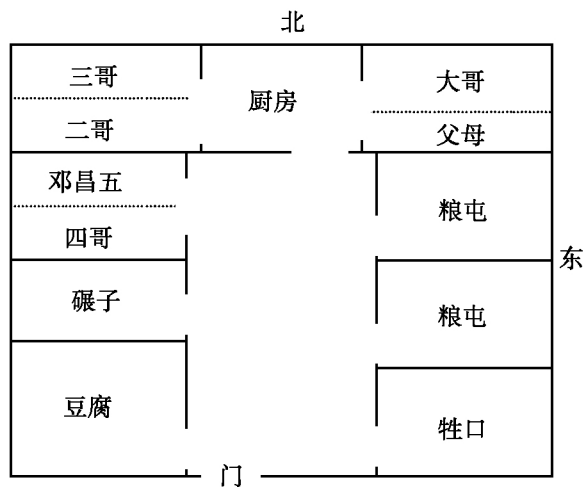 北
三哥
厨房
大哥
二哥
父母
邓昌五
粮屯
四哥
东
碾子
粮屯
豆腐
牲口
门